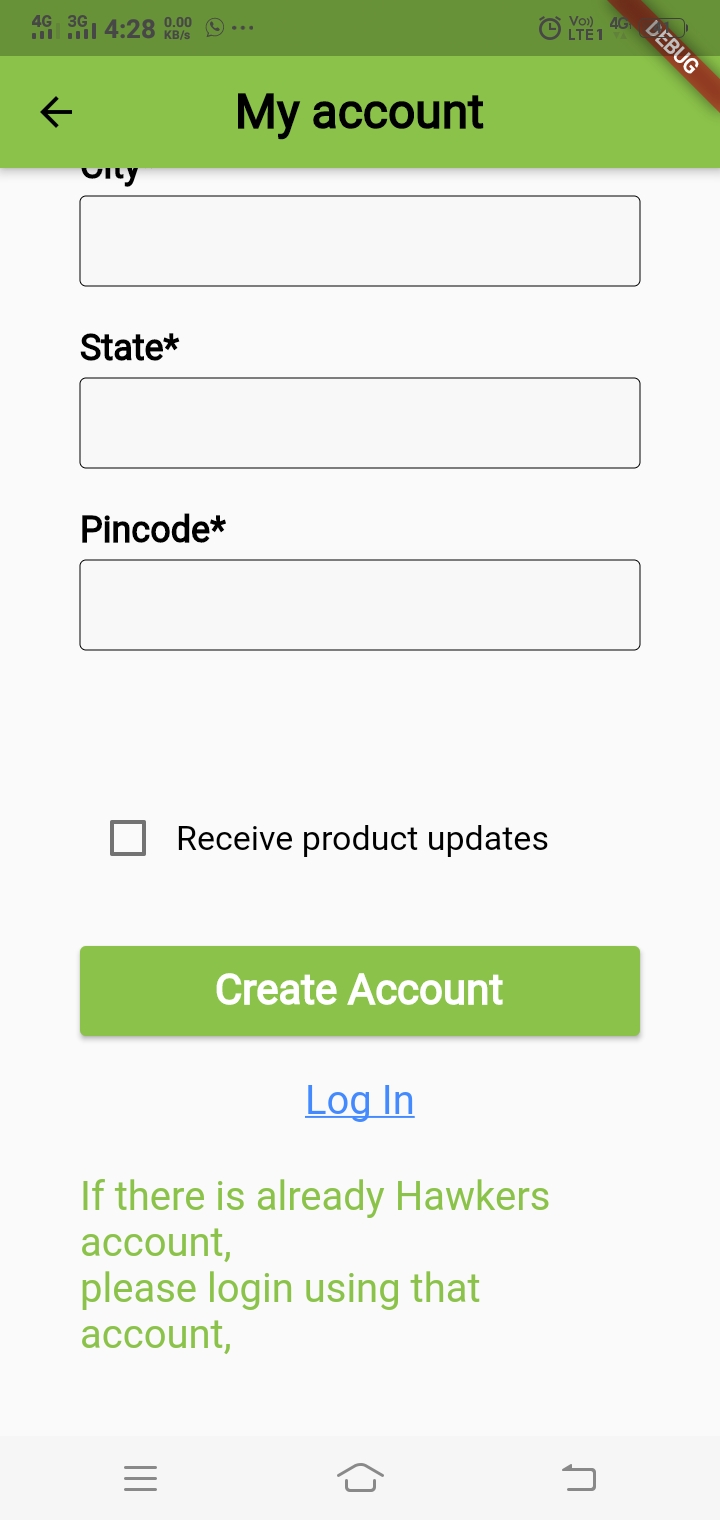 4G 3G 4:28 0.00 KB/s ... Vo)) LTE1 4G
DEBUG
My account
City
State*
Pincode*
Receive product updates
Create Account
Log In
If there is already Hawkers
account,
please login using that
account,